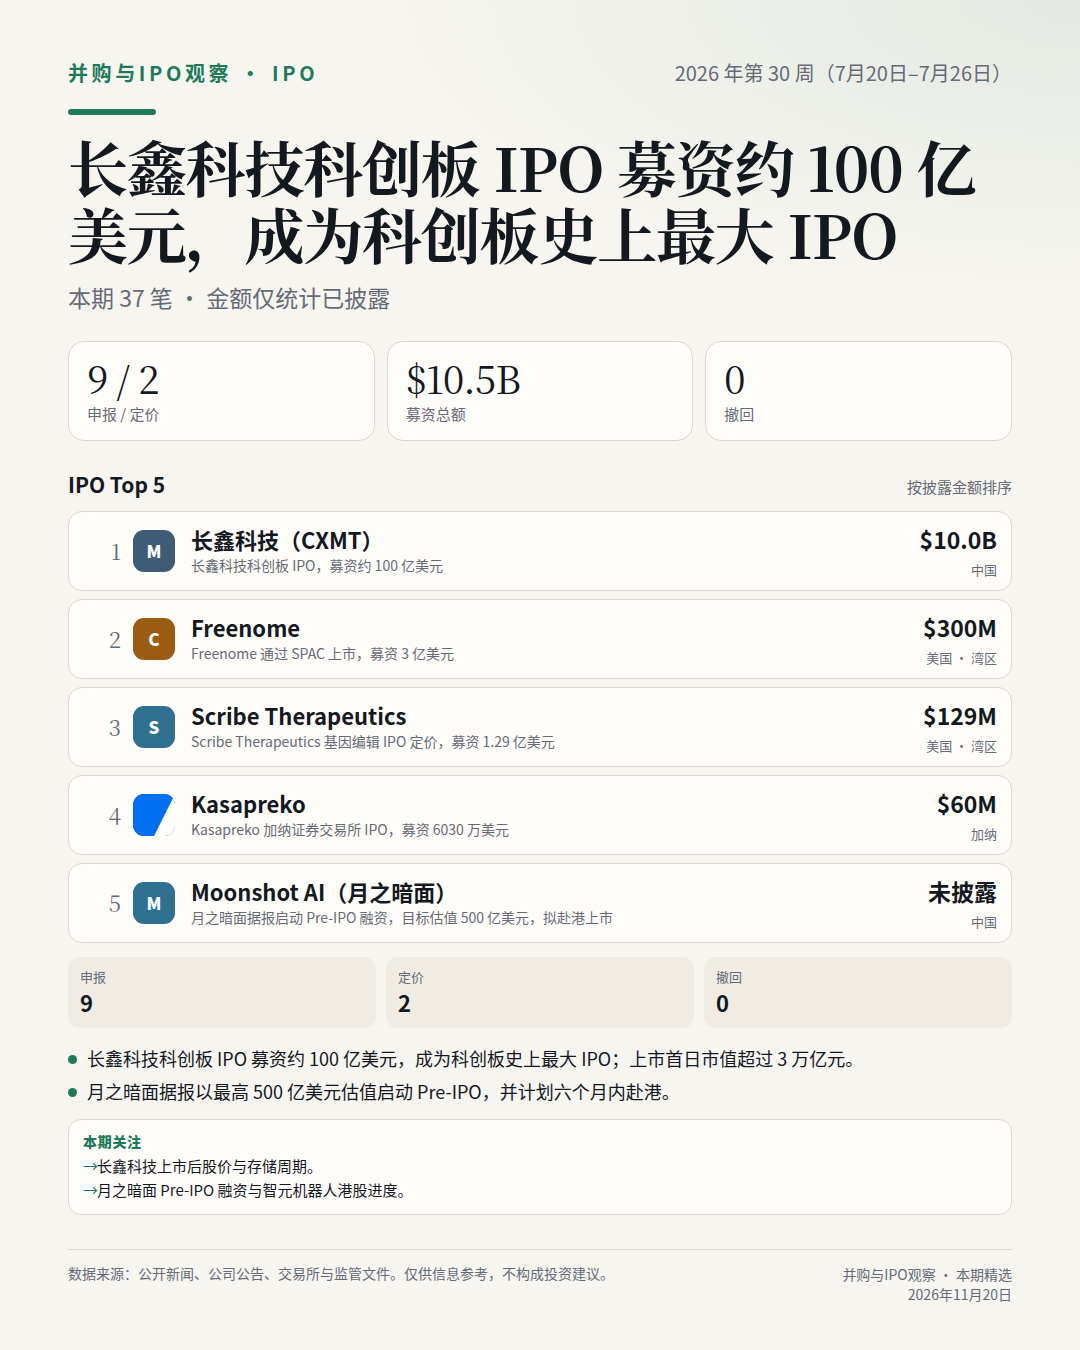 并购与IPO观察 · IPO
2026 年第 30 周（7月20日–7月26日）
长鑫科技科创板 IPO 募资约 100 亿
美元，成为科创板史上最大 IPO
本期 37 笔 · 金额仅统计已披露
9 / 2
申报 / 定价
$10.5B
募资总额
0
撤回
IPO Top 5
按披露金额排序
1
M
长鑫科技（CXMT）
长鑫科技科创板 IPO，募资约 100 亿美元
$10.0B
中国
2
C
Freenome
Freenome 通过 SPAC 上市，募资 3 亿美元
$300M
美国 · 湾区
3
S
Scribe Therapeutics
Scribe Therapeutics 基因编辑 IPO 定价，募资 1.29 亿美元
$129M
美国 · 湾区
4
Kasapreko
Kasapreko 加纳证券交易所 IPO，募资 6030 万美元
$60M
加纳
5
M
Moonshot AI（月之暗面）
月之暗面据报启动 Pre-IPO 融资，目标估值 500 亿美元，拟赴港上市
未披露
中国
申报
9
定价
2
撤回
0
长鑫科技科创板 IPO 募资约 100 亿美元，成为科创板史上最大 IPO；上市首日市值超过 3 万亿元。
月之暗面据报以最高 500 亿美元估值启动 Pre-IPO，并计划六个月内赴港。
本期关注
→长鑫科技上市后股价与存储周期。
→月之暗面 Pre-IPO 融资与智元机器人港股进度。
数据来源：公开新闻、公司公告、交易所与监管文件。仅供信息参考，不构成投资建议。
并购与IPO观察 · 本期精选
2026年11月20日